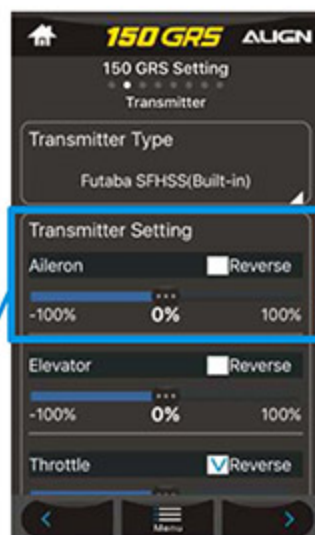 150 GRS ALIGN
150 GRS Setting
Transmitter
Transmitter Type
Futaba SFHSS(Built-in)
Transmitter Setting
Aileron Reverse
-100% 0% 100%
Elevator Reverse
-100% 0% 100%
Throttle Reverse
Menu